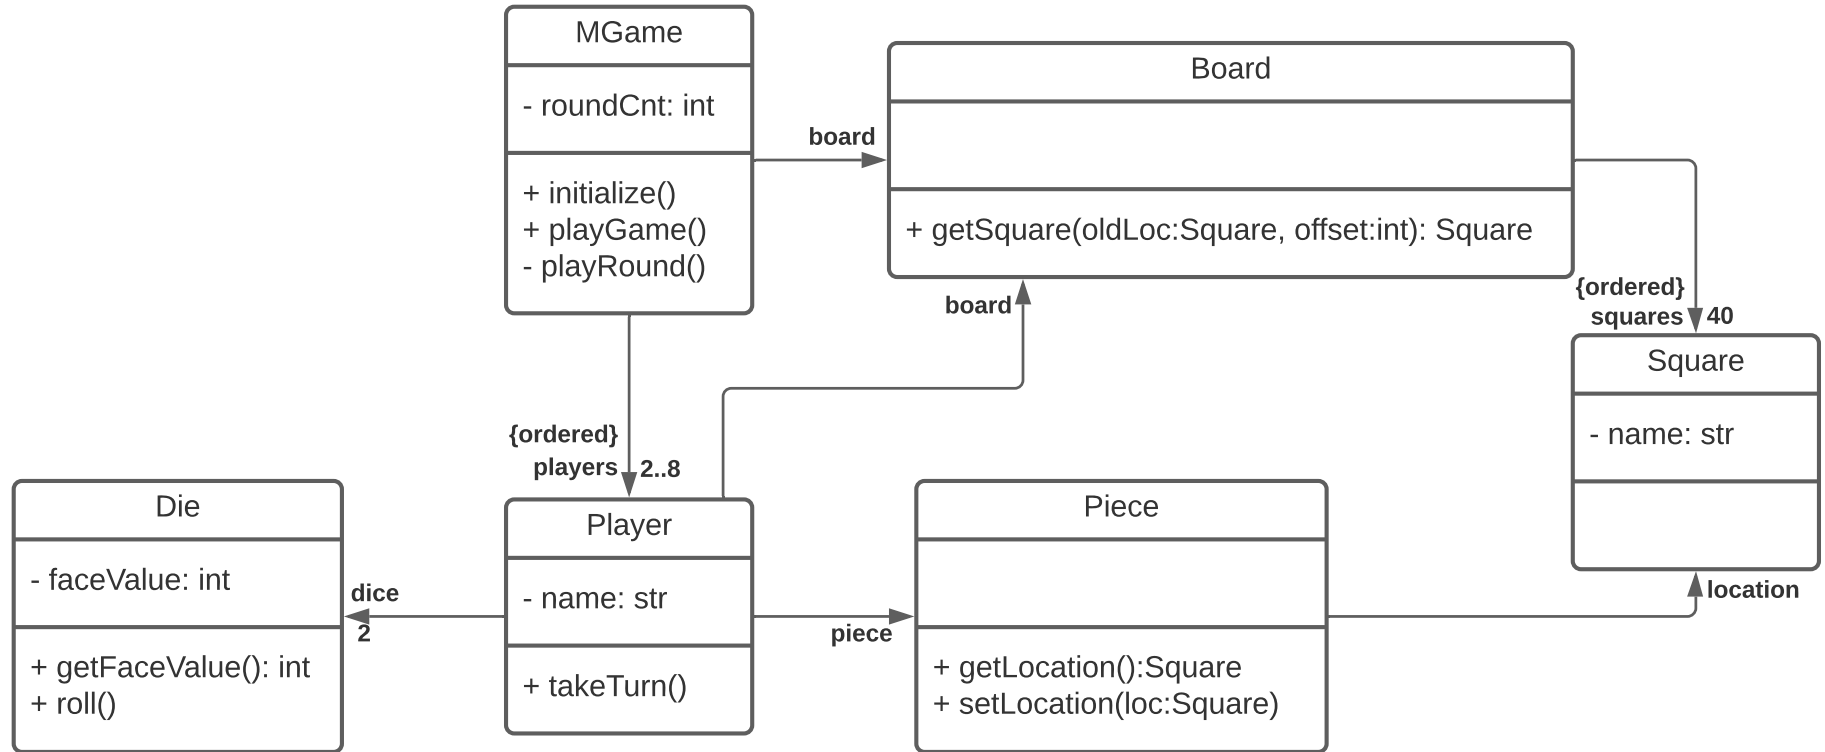 MGame
- roundCnt: int
+ initialize()
+ playGame()
- playRound()
board
Board
+ getSquare(oldLoc:Square, offset:int): Square
{ordered}
squares
40
board
Square
- name: str
{ordered}
players
2..8
Die
- faceValue: int
+ getFaceValue(): int
+ roll()
dice
2
Player
- name: str
+ takeTurn()
piece
Piece
+ getLocation():Square
+ setLocation(loc:Square)
location